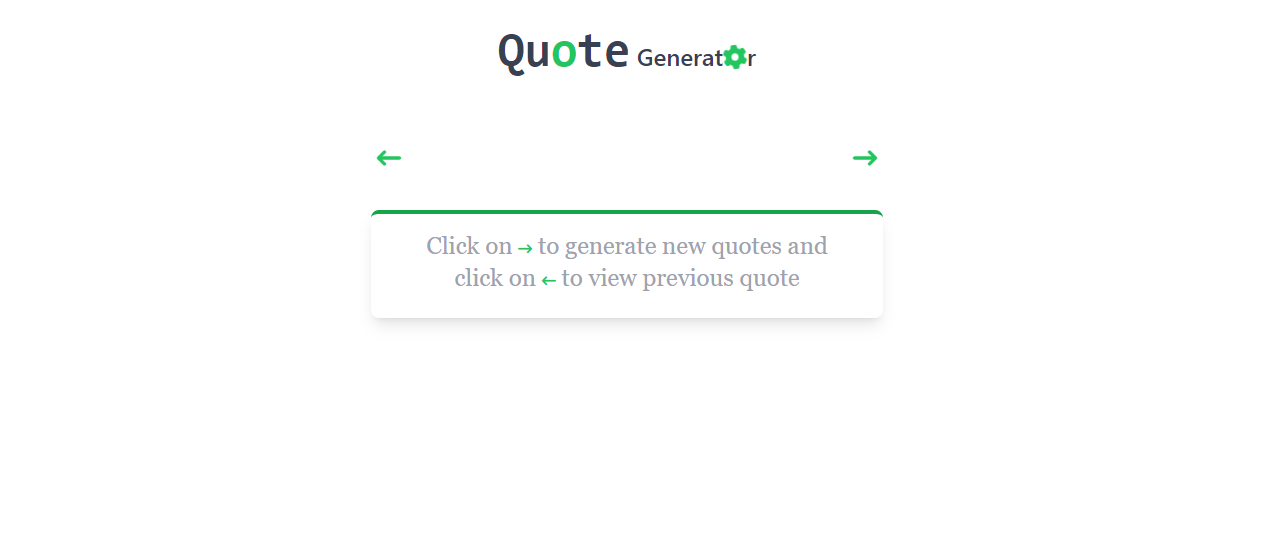 Quote Generator
← →
Click on → to generate new quotes and
click on ← to view previous quote